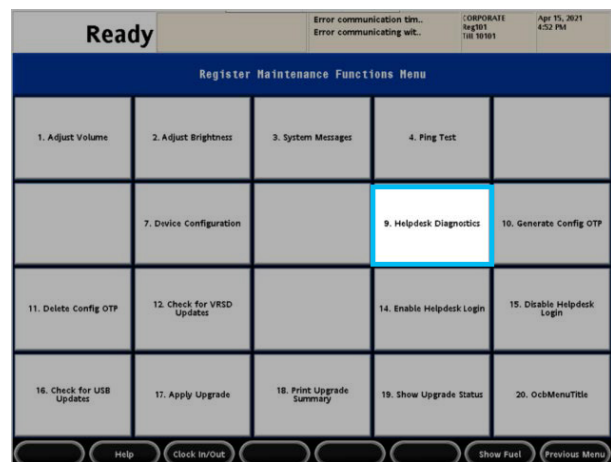 Ready
Error communication tim..
Error communicating wit..
CORPORATE
Reg101
Till 10101
Apr 15, 2021
4:52 PM
Register Maintenance Functions Menu
1. Adjust Volume
2. Adjust Brightness
3. System Messages
4. Ping Test
7. Device Configuration
9. Helpdesk Diagnostics
10. Generate Config OTP
11. Delete Config OTP
12. Check for VRSD
Updates
14. Enable Helpdesk Login
15. Disable Helpdesk
Login
16. Check for USB
Updates
17. Apply Upgrade
18. Print Upgrade
Summary
19. Show Upgrade Status
20. OcbMenuTitle
Help
Clock In/Out
Show Fuel
Previous Menu